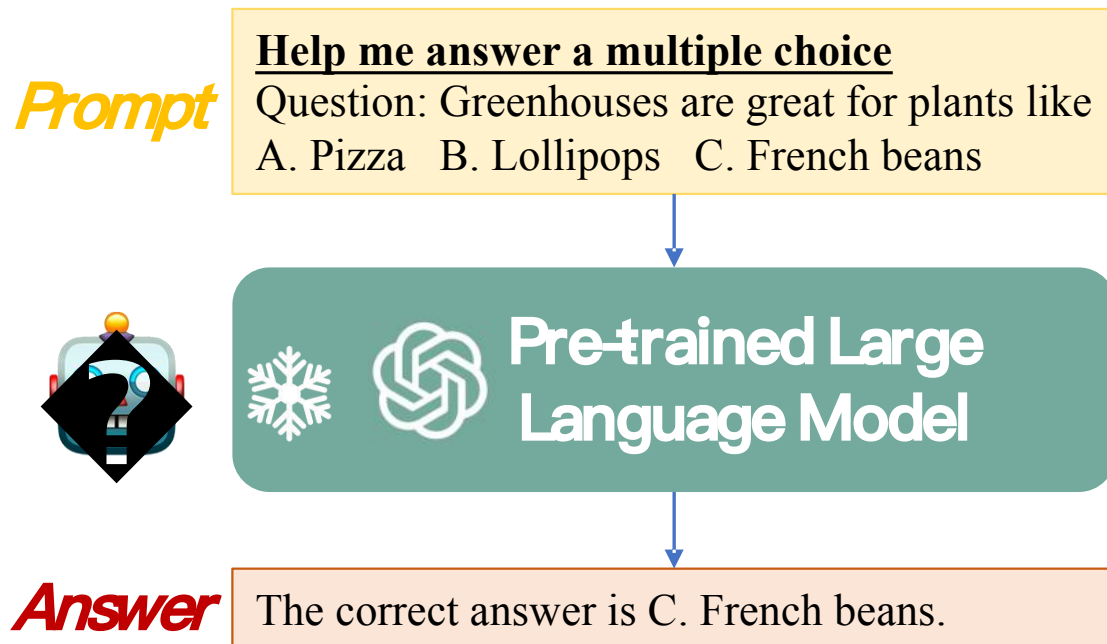 Prompt
Help me answer a multiple choice
Question: Greenhouses are great for plants like
A. Pizza B. Lollipops C. French beans
?
Pre-trained Large
Language Model
Answer
The correct answer is C. French beans.